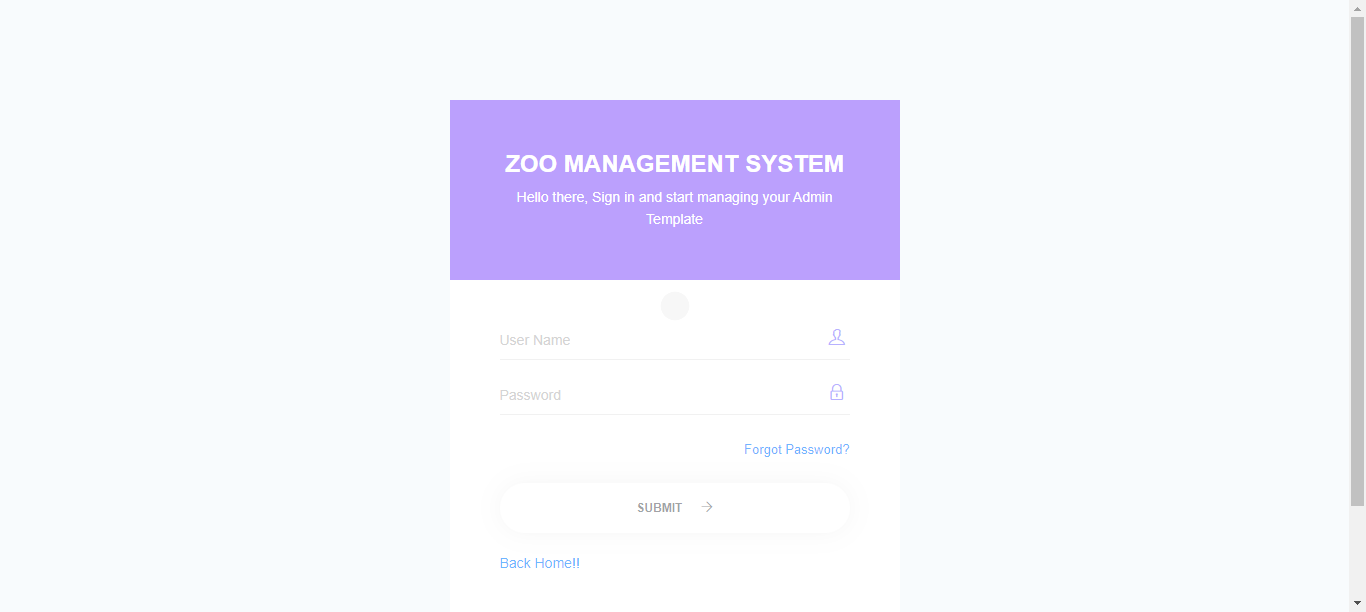 ZOO MANAGEMENT SYSTEM
Hello there, Sign in and start managing your Admin
Template
User Name
Password
Forgot Password?
SUBMIT
Back Home!!